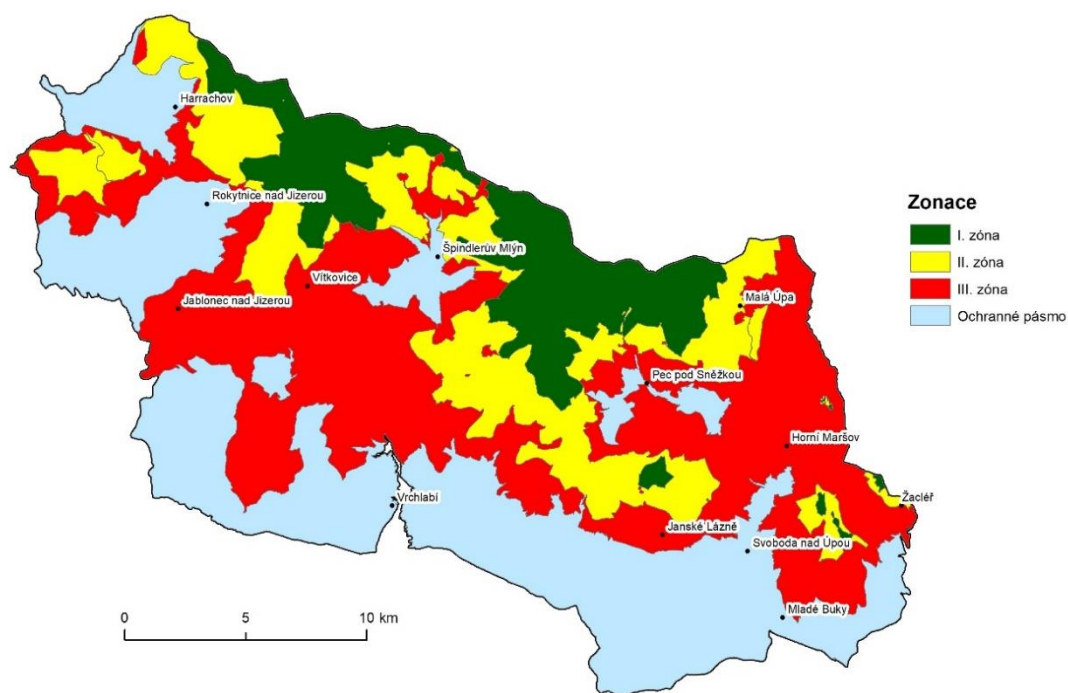 Harrachov
Rokytnice nad Jizerou
Špindlerův Mlýn
Vítkovice
Jablonec nad Jizerou
Malá Úpa
Pec pod Sněžkou
Horní Maršov
Vrchlabí
Žacléř
Janské Lázně
Svoboda nad Úpou
Mladé Buky
Zonace
I. zóna
II. zóna
III. zóna
Ochranné pásmo
0 5 10 km